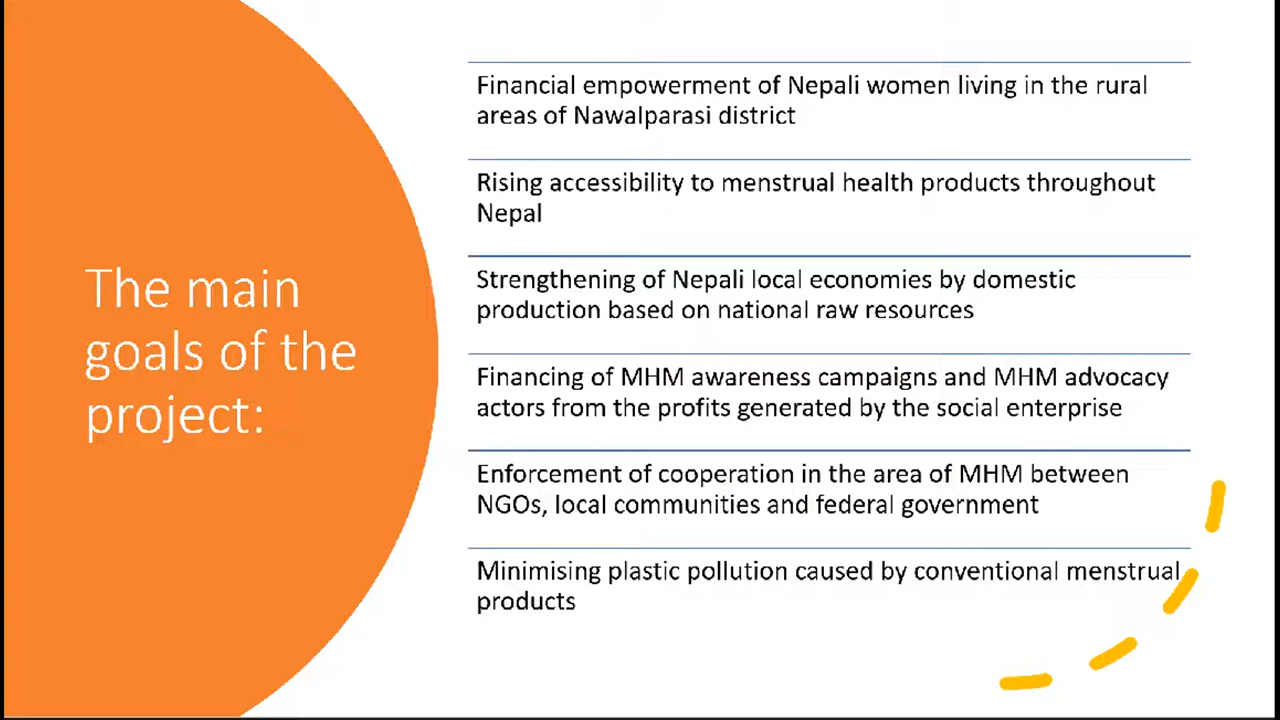 The main
goals of the
project:
Financial empowerment of Nepali women living in the rural
areas of Nawalparasi district
Rising accessibility to menstrual health products throughout
Nepal
Strengthening of Nepali local economies by domestic
production based on national raw resources
Financing of MHM awareness campaigns and MHM advocacy
actors from the profits generated by the social enterprise
Enforcement of cooperation in the area of MHM between
NGOs, local communities and federal government
Minimising plastic pollution caused by conventional menstrual
products